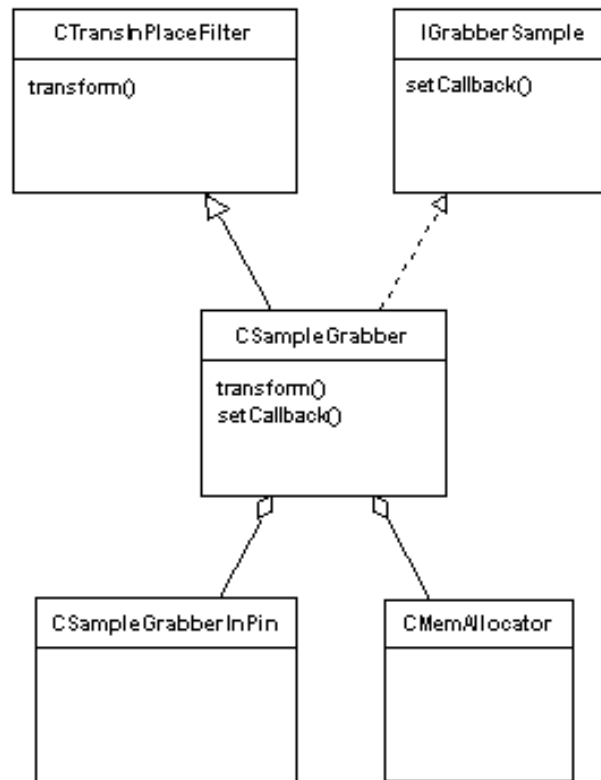 CTransInPlaceFilter
transform()
IGrabberSample
setCallback()
CSampleGrabber
transform()
setCallback()
CSampleGrabberInPin
CMemAllocator